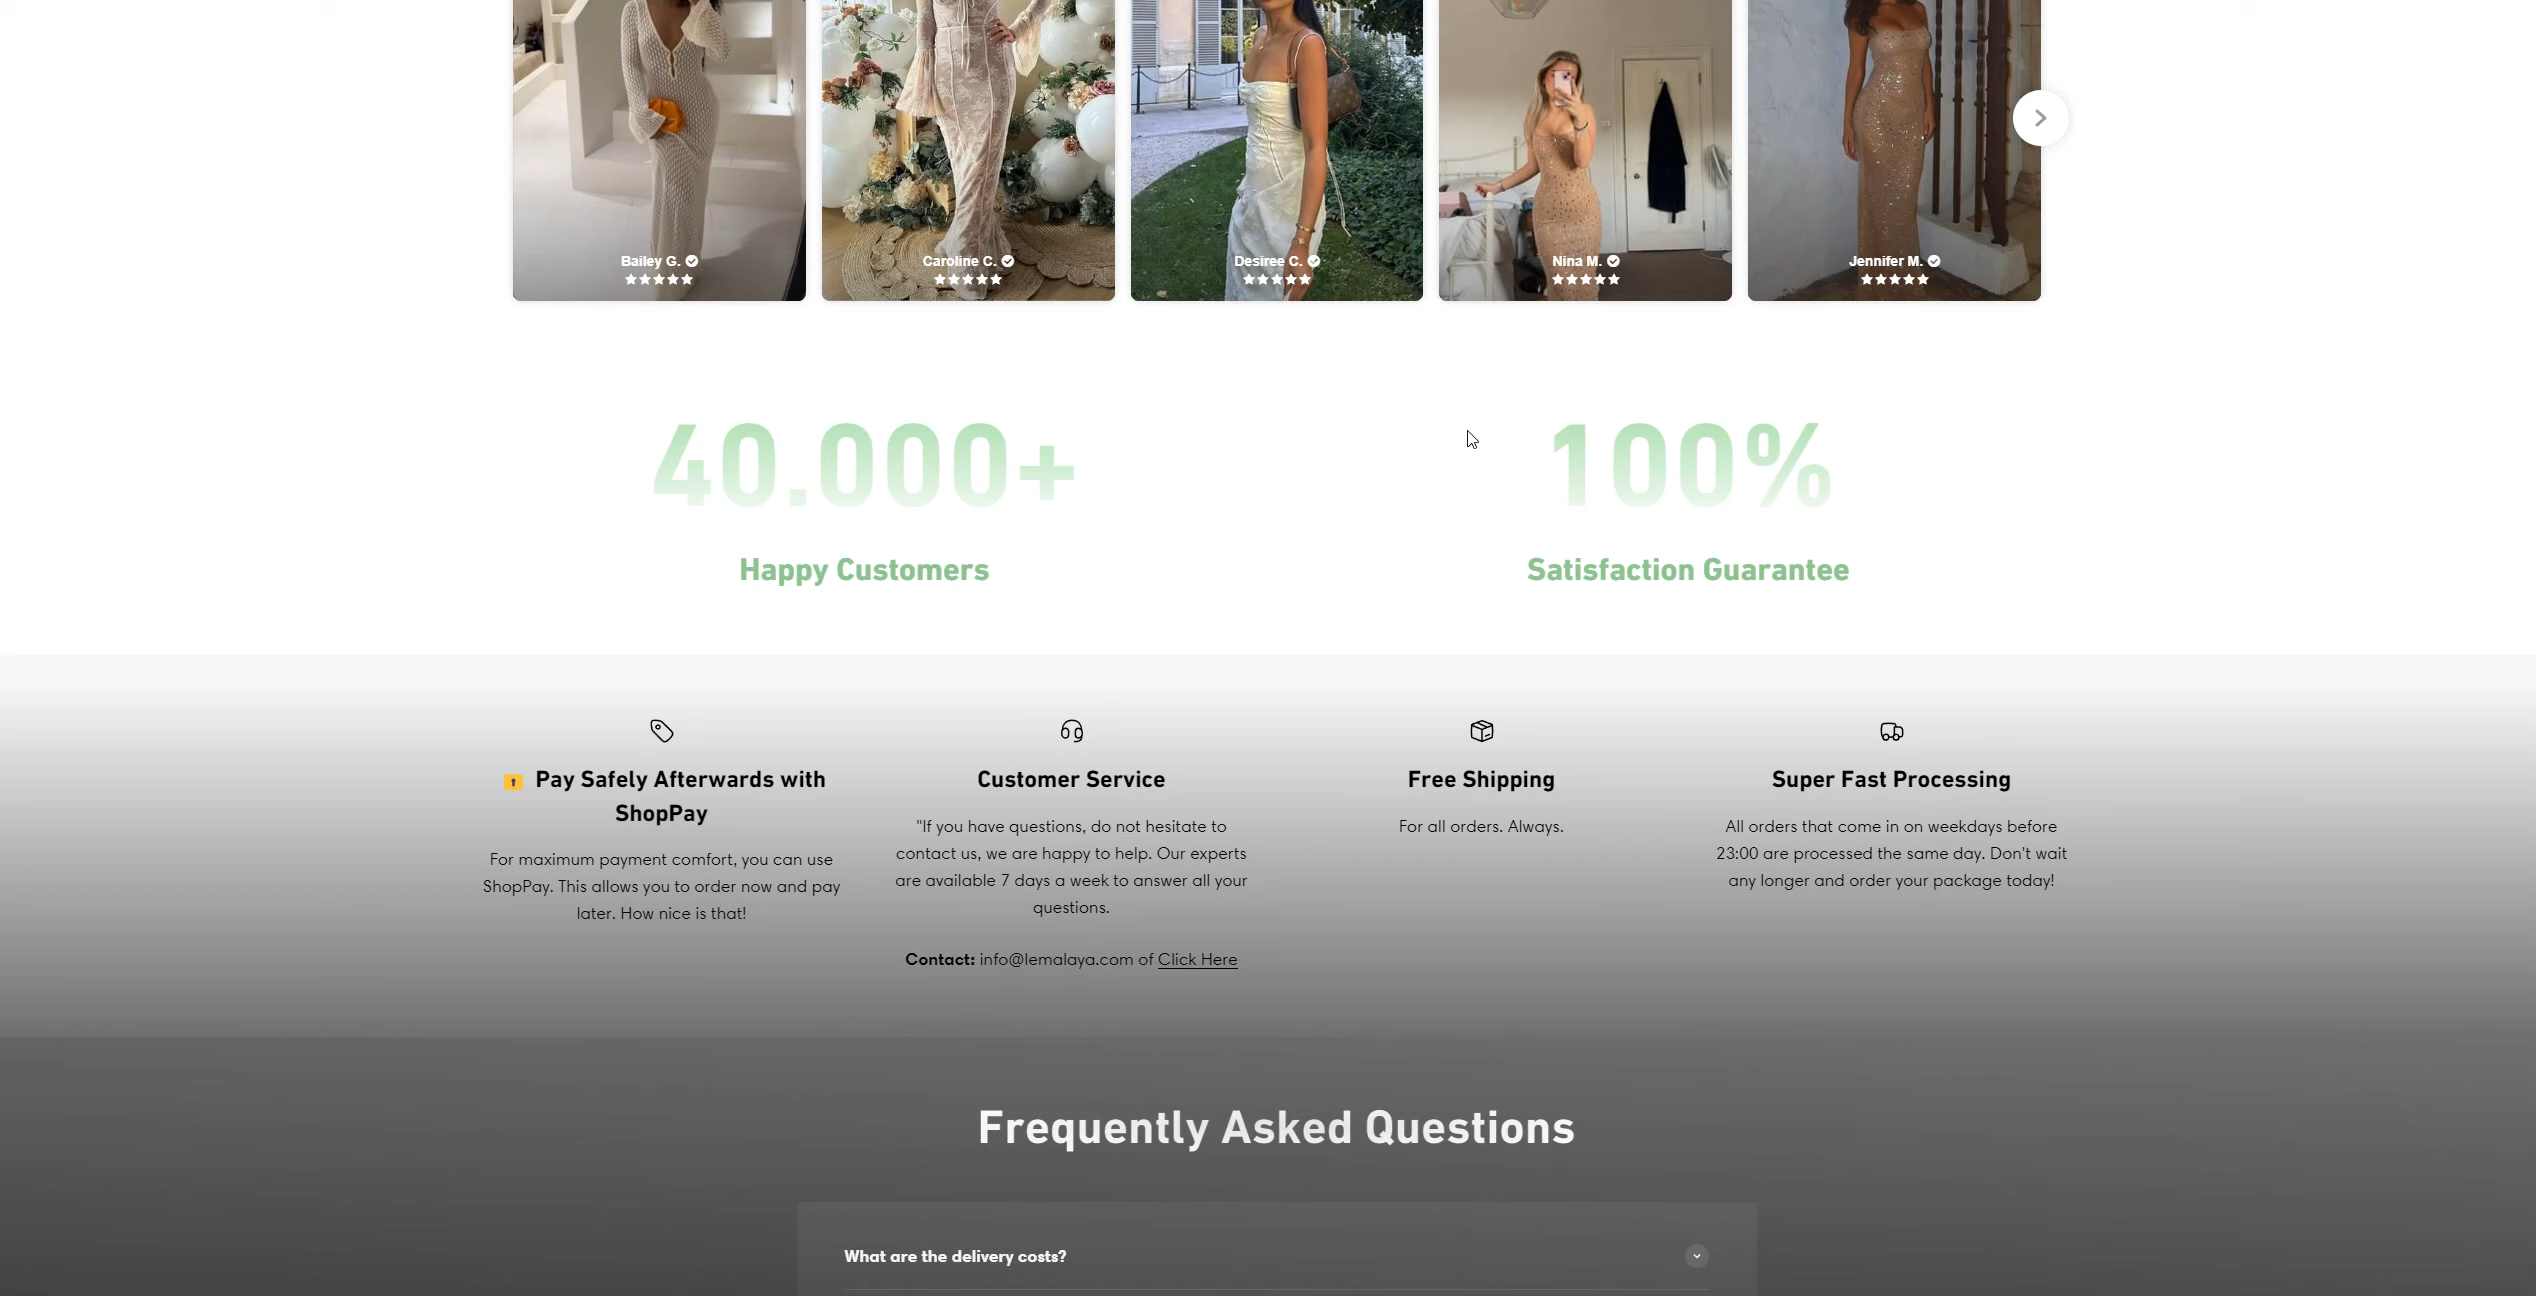 Bailey G.
Caroline C.
Desiree C.
Nina M.
Jennifer M.
40.000+
100%
Happy Customers
Satisfaction Guarantee
Pay Safely Afterwards with
ShopPay
For maximum payment comfort, you can use
ShopPay. This allows you to order now and pay
later. How nice is that!
Customer Service
"If you have questions, do not hesitate to
contact us, we are happy to help. Our experts
are available 7 days a week to answer all your
questions.
Contact: info@lemalaya.com of Click Here
Free Shipping
For all orders. Always.
Super Fast Processing
All orders that come in on weekdays before
23:00 are processed the same day. Don't wait
any longer and order your package today!
Frequently Asked Questions
What are the delivery costs?